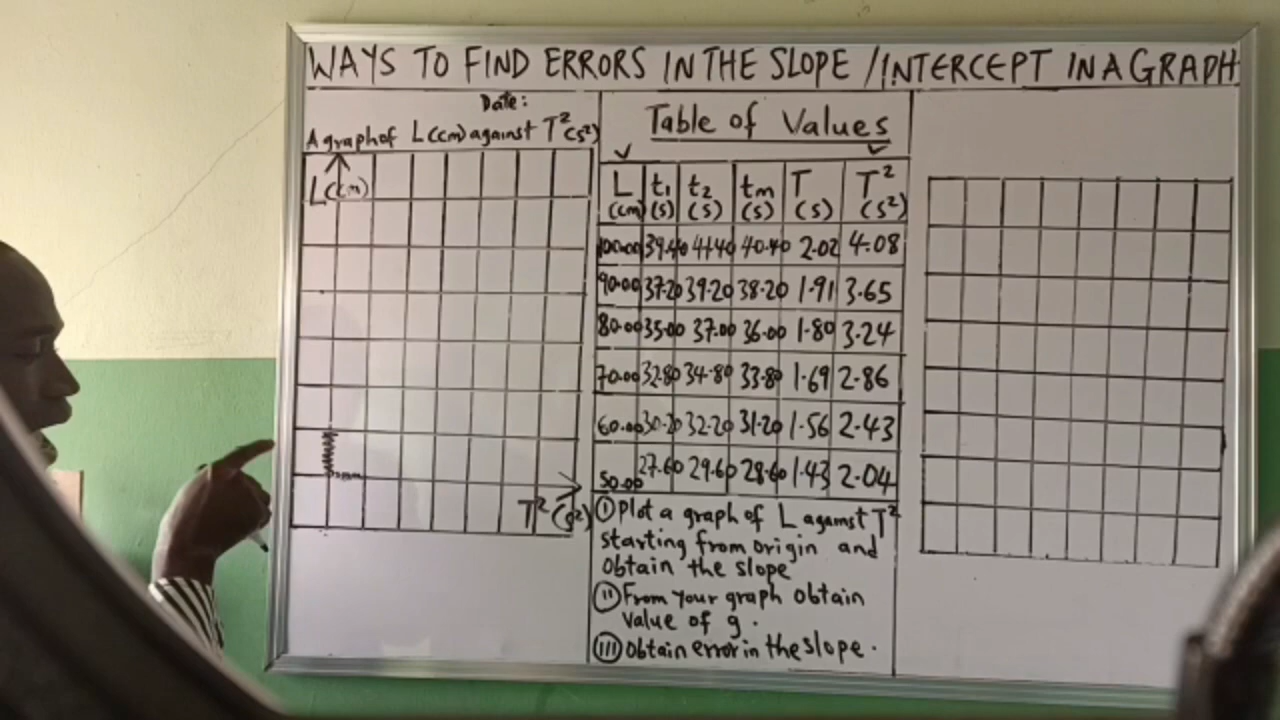 WAYS TO FIND ERRORS IN THE SLOPE /INTERCEPT IN A GRAPH
Date:
A graph of L(cm) against T²(s²)
L(cm)
T²(s²)
Table of Values
L t₁ t₂ tm T T²
(cm) (s) (s) (s) (s) (s²)
100.00 39.40 41.40 40.40 2.02 4.08
90.00 37.20 39.20 38.20 1.91 3.65
80.00 35.00 37.00 36.00 1.80 3.24
70.00 32.80 34.80 33.80 1.69 2.86
60.00 30.20 32.20 31.20 1.56 2.43
50.00 27.60 29.60 28.60 1.43 2.04
(I) Plot a graph of L against T²
starting from origin and
obtain the slope
(II) From your graph obtain
value of g.
(III) Obtain error in the slope.